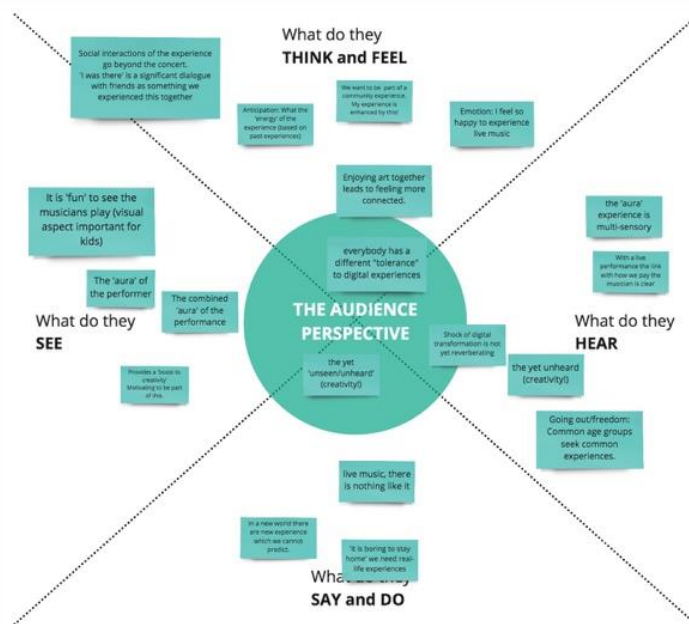 What do they
THINK and FEEL
Social interactions of the experience
go beyond the concert.
'I was there' is a significant dialogue
with friends as something we
experienced this together
Anticipation: What the
'energy' of the
experience (based on
past experiences)
We want to be part of a
community experience.
My experience is
enhanced by this!
Emotion: I feel so
happy to experience
live music
Enjoying art together
leads to feeling more
connected.
It is 'fun' to see the
musicians play (visual
aspect important for
kids)
the 'aura'
experience is
multi-sensory
everybody has a
different "tolerance"
to digital experiences
With a live
performance the link
with how we pay the
musician is clear
The 'aura' of
the performer
The combined
'aura' of the
performance
THE AUDIENCE
PERSPECTIVE
What do they
SEE
What do they
HEAR
Shock of digital
transformation is not
yet reverberating
the yet
'unseen/unheard'
(creativity!)
the yet unheard
(creativity!)
Provides a 'boost to
creativity'
Motivating to be part
of this.
Going out/freedom:
Common age groups
seek common
experiences.
live music, there
is nothing like it
In a new world there
are new experience
which we cannot
predict.
'it is boring to stay
home' we need real-
life experiences
What do they
SAY and DO